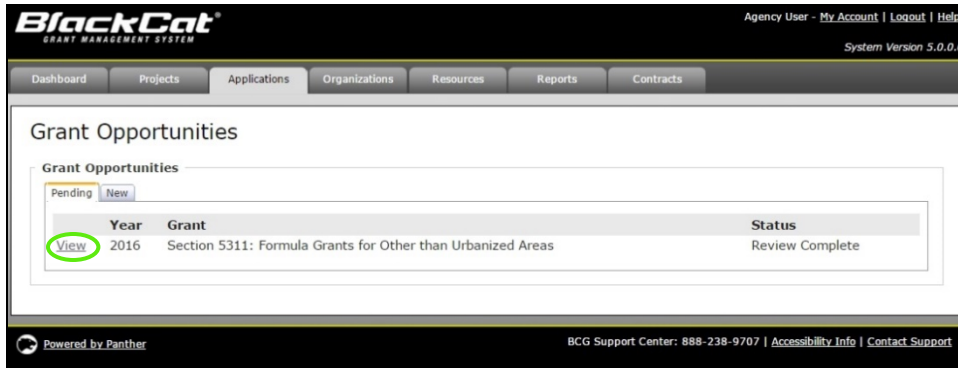 BlackCat
GRANT MANAGEMENT SYSTEM
Agency User - My Account | Logout | Help
System Version 5.0.0.
Dashboard Projects Applications Organizations Resources Reports Contracts
Grant Opportunities
Grant Opportunities
Pending New
Year Grant Status
View 2016 Section 5311: Formula Grants for Other than Urbanized Areas Review Complete
Powered by Panther BCG Support Center: 888-238-9707 | Accessibility Info | Contact Support